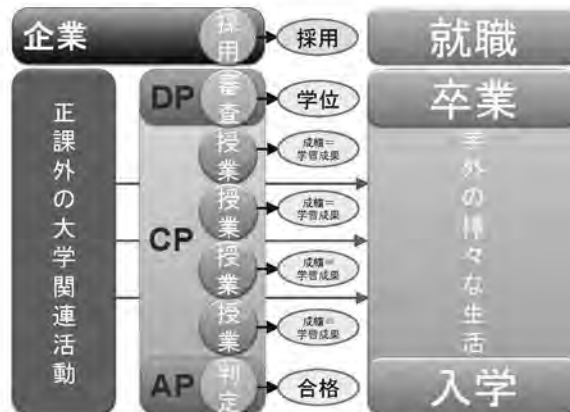 企業
採用
採用
就職
正課外の大学関連活動
DP
審査
学位
卒業
CP
授業
成績=
学習成果
授業
成績=
学習成果
授業
成績=
学習成果
授業
成績=
学習成果
学外の様々な生活
AP
判定
合格
入学